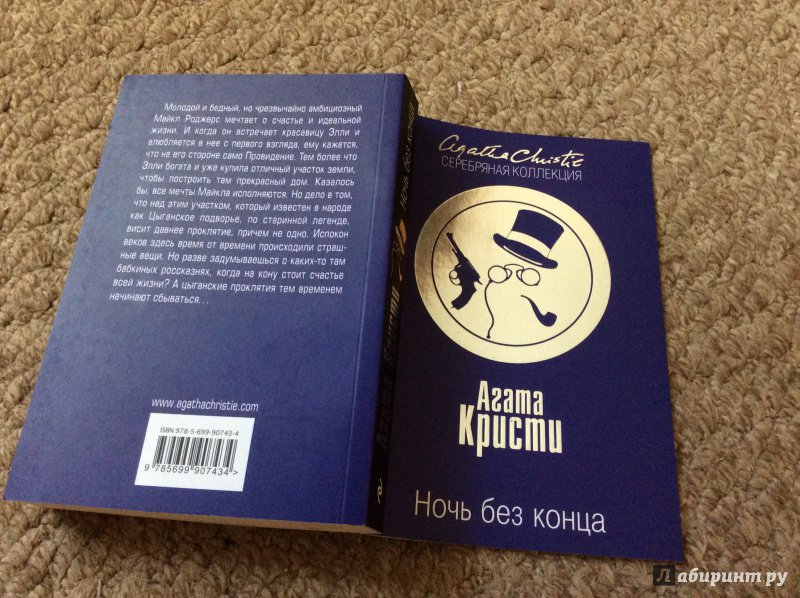 Молодой и бедный, но чрезвычайно амбициозный
Майкл Роджерс мечтает о счастье и идеальной
жизни. И когда он встречает красавицу Элли и
влюбляется в нее с первого взгляда, ему кажется,
что на его стороне само Провидение. Тем более что
Элли богата и уже купила отличный участок земли,
чтобы построить там прекрасный дом. Казалось
бы, все мечты Майкла исполняются. Но дело в том,
что над этим участком, который известен в народе
как Цыганское подворье, по старинной легенде,
висит давнее проклятие, причем не одно. Испокон
веков здесь время от времени происходили страш-
ные вещи. Но разве задумываешься о каких-то там
бабкиных россказнях, когда на кону стоит счастье
всей жизни? А цыганские проклятия тем временем
начинают сбываться...
www.agathachristie.com
ISBN 978-5-699-90743-4
9 785699 907434 >
Ночь без конца
Агата Кристи
Agatha Christie
СЕРЕБРЯНАЯ КОЛЛЕКЦИЯ
Агата
Кристи
Ночь без конца
Лабиринт.ру